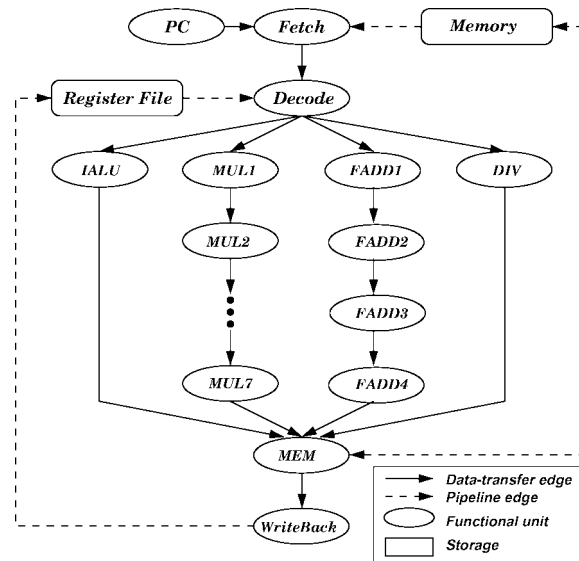 PC
Fetch
Memory
Register File
Decode
IALU
MUL1
FADD1
DIV
MUL2
FADD2
FADD3
MUL7
FADD4
MEM
WriteBack
Data-transfer edge
Pipeline edge
Functional unit
Storage